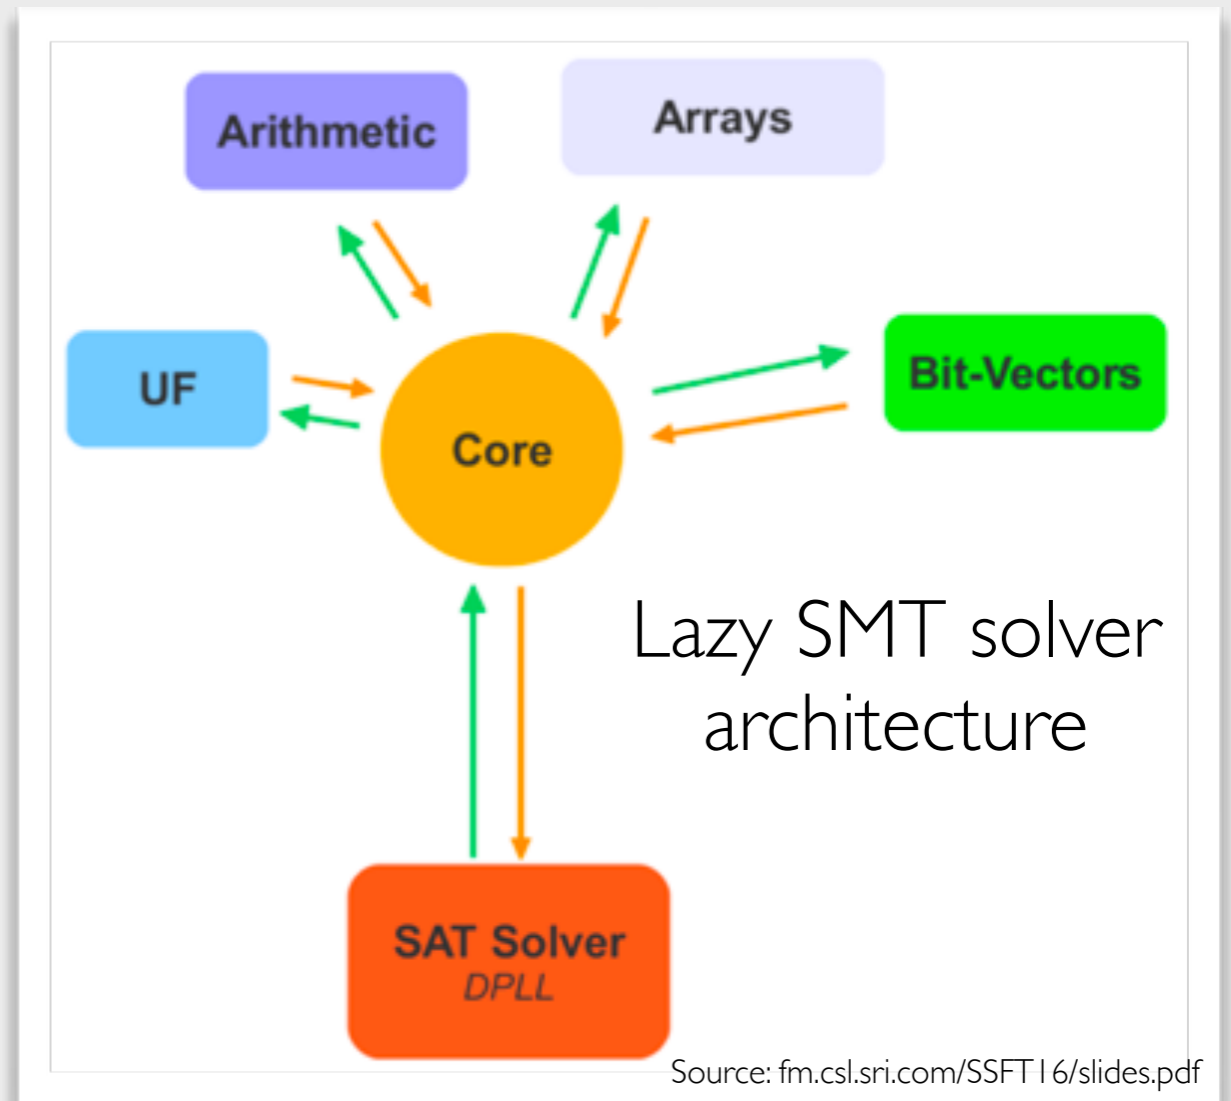 Arithmetic
Arrays
UF
Bit-Vectors
Core
Lazy SMT solver
architecture
SAT Solver
DPLL
Source: fm.csl.sri.com/SSFT16/slides.pdf